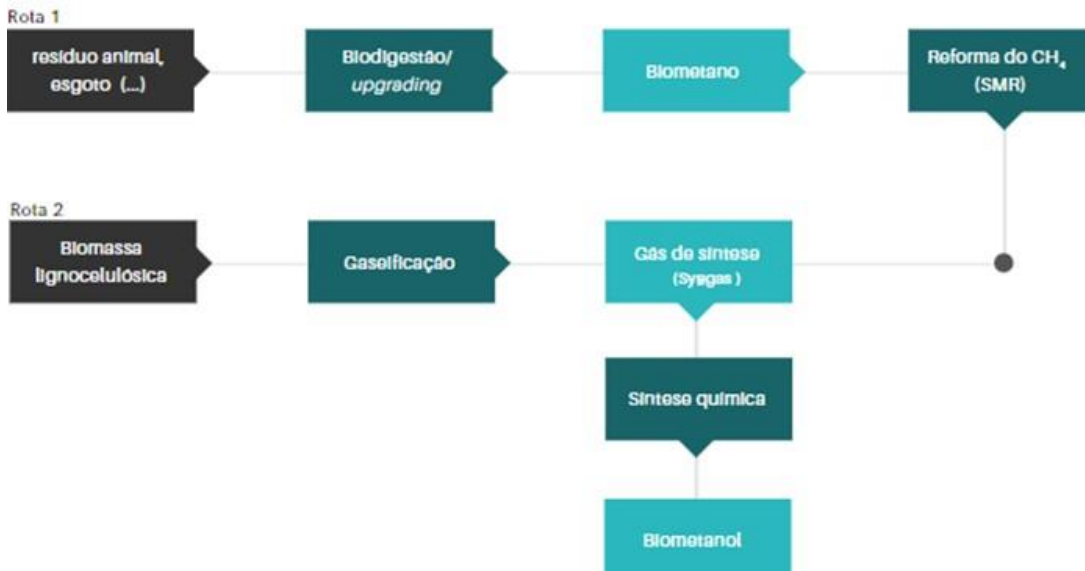 Rota 1
resíduo animal,
esgoto (...)
Biodigestão/
upgrading
Biometano
Reforma do CH₄
(SMR)
Rota 2
Biomassa
lignocelulósica
Gaseificação
Gás de síntese
(Syngas )
Síntese química
Biometanol